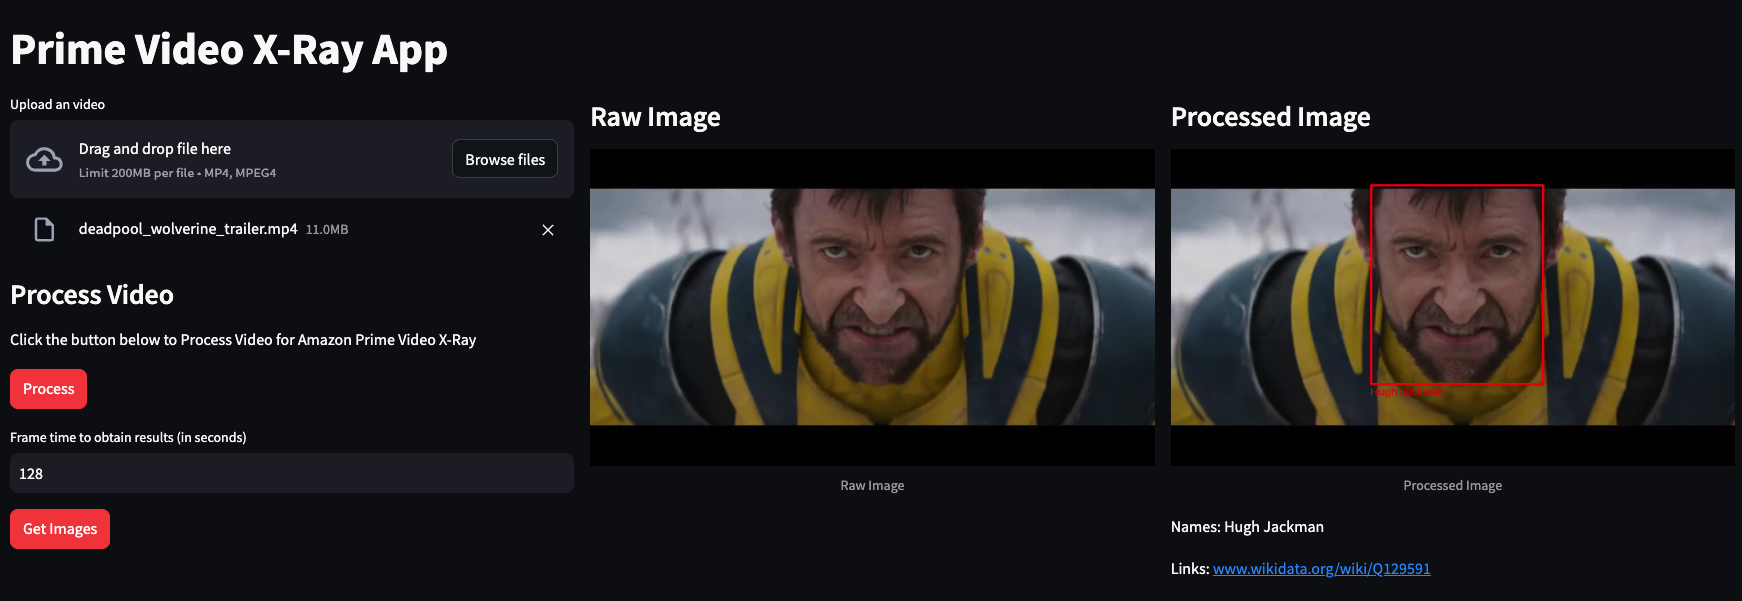 Prime Video X-Ray App
Upload an video
Drag and drop file here
Limit 200MB per file • MP4, MPEG4
Browse files
deadpool_wolverine_trailer.mp4 11.0MB
Process Video
Click the button below to Process Video for Amazon Prime Video X-Ray
Process
Frame time to obtain results (in seconds)
128
Get Images
Raw Image
Raw Image
Processed Image
Hugh Jackman
Processed Image
Names: Hugh Jackman
Links: www.wikidata.org/wiki/Q129591